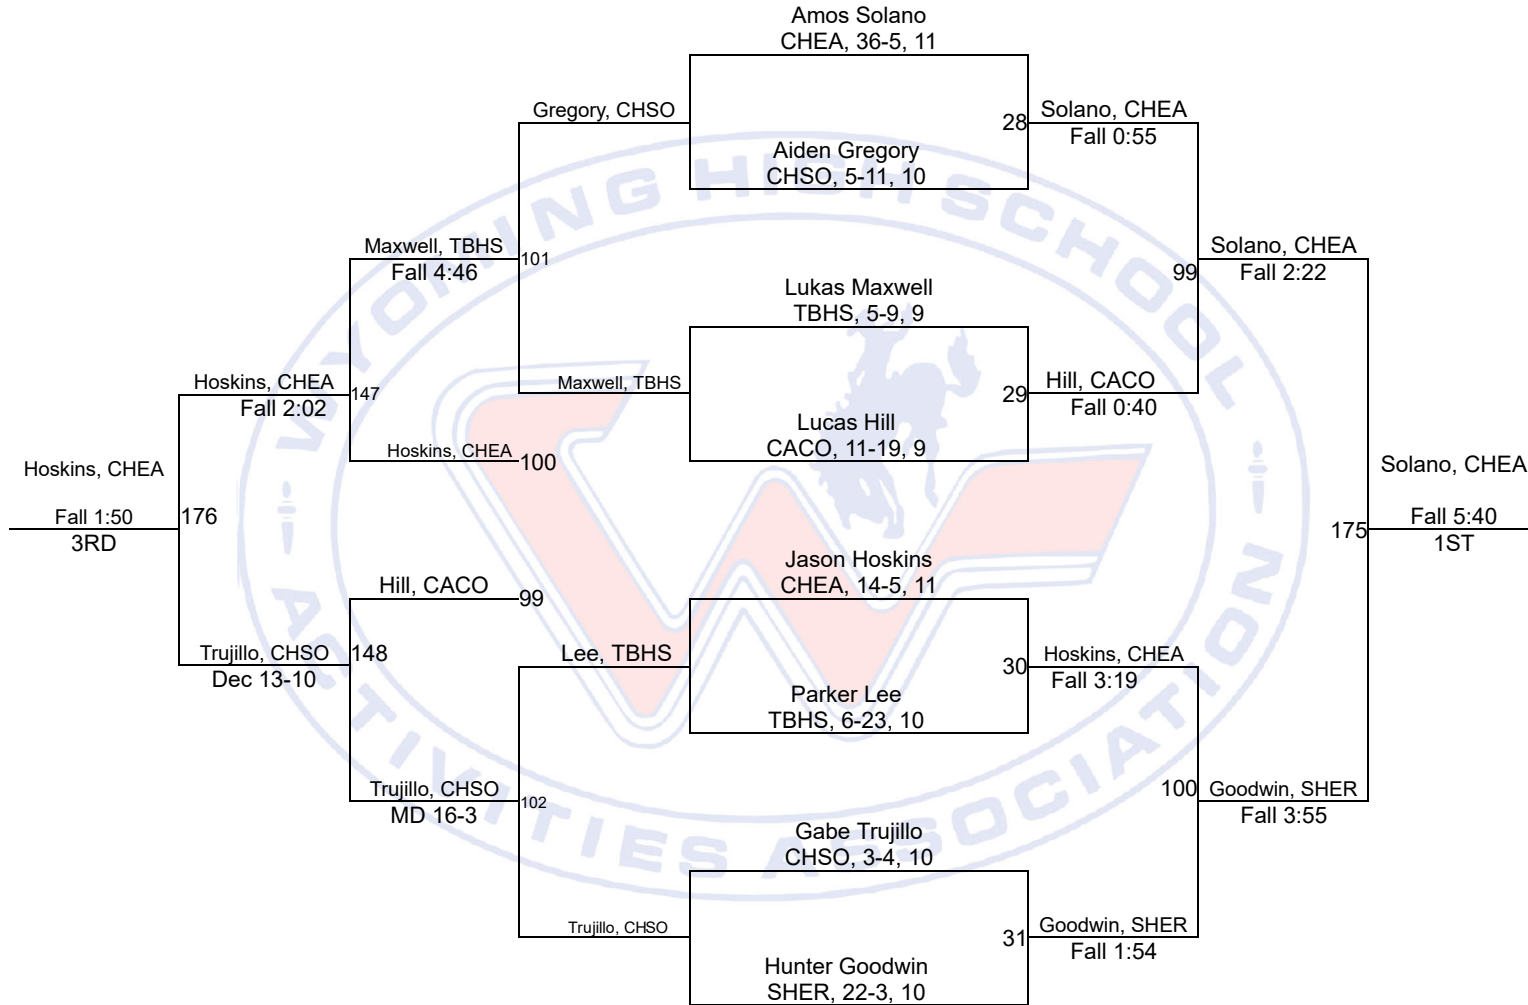 Amos Solano
CHEA, 36-5, 11
Gregory, CHSO
28
Solano, CHEA
Fall 0:55
Aiden Gregory
CHSO, 5-11, 10
Maxwell, TBHS
Fall 4:46
101
99
Solano, CHEA
Fall 2:22
Lukas Maxwell
TBHS, 5-9, 9
Hoskins, CHEA
Fall 2:02
147
Maxwell, TBHS
29
Hill, CACO
Fall 0:40
Lucas Hill
CACO, 11-19, 9
Hoskins, CHEA
100
Hoskins, CHEA
Fall 1:50
3RD
176
Solano, CHEA
175
Fall 5:40
1ST
Jason Hoskins
CHEA, 14-5, 11
Hill, CACO
99
Trujillo, CHSO
Dec 13-10
148
Lee, TBHS
30
Hoskins, CHEA
Fall 3:19
Parker Lee
TBHS, 6-23, 10
Trujillo, CHSO
MD 16-3
102
100
Goodwin, SHER
Fall 3:55
Gabe Trujillo
CHSO, 3-4, 10
Trujillo, CHSO
31
Goodwin, SHER
Fall 1:54
Hunter Goodwin
SHER, 22-3, 10
WYOMING HIGH SCHOOL
ACTIVITIES ASSOCIATION